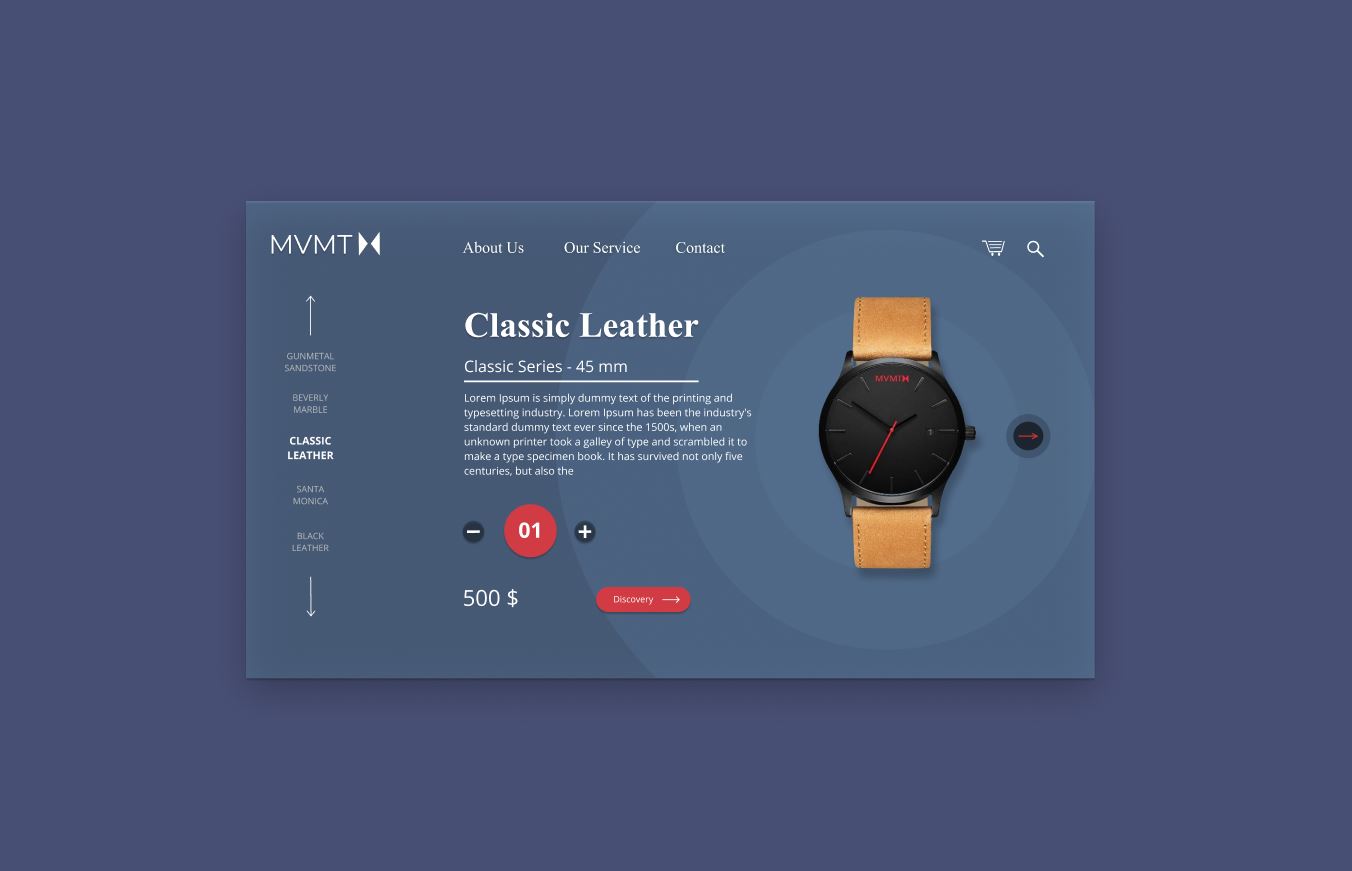 MVMT
About Us
Our Service
Contact
GUNMETAL
SANDSTONE
BEVERLY
MARBLE
CLASSIC
LEATHER
SANTA
MONICA
BLACK
LEATHER
Classic Leather
Classic Series - 45 mm
Lorem Ipsum is simply dummy text of the printing and
typesetting industry. Lorem Ipsum has been the industry's
standard dummy text ever since the 1500s, when an
unknown printer took a galley of type and scrambled it to
make a type specimen book. It has survived not only five
centuries, but also the
01
500 $
Discovery
MVMT